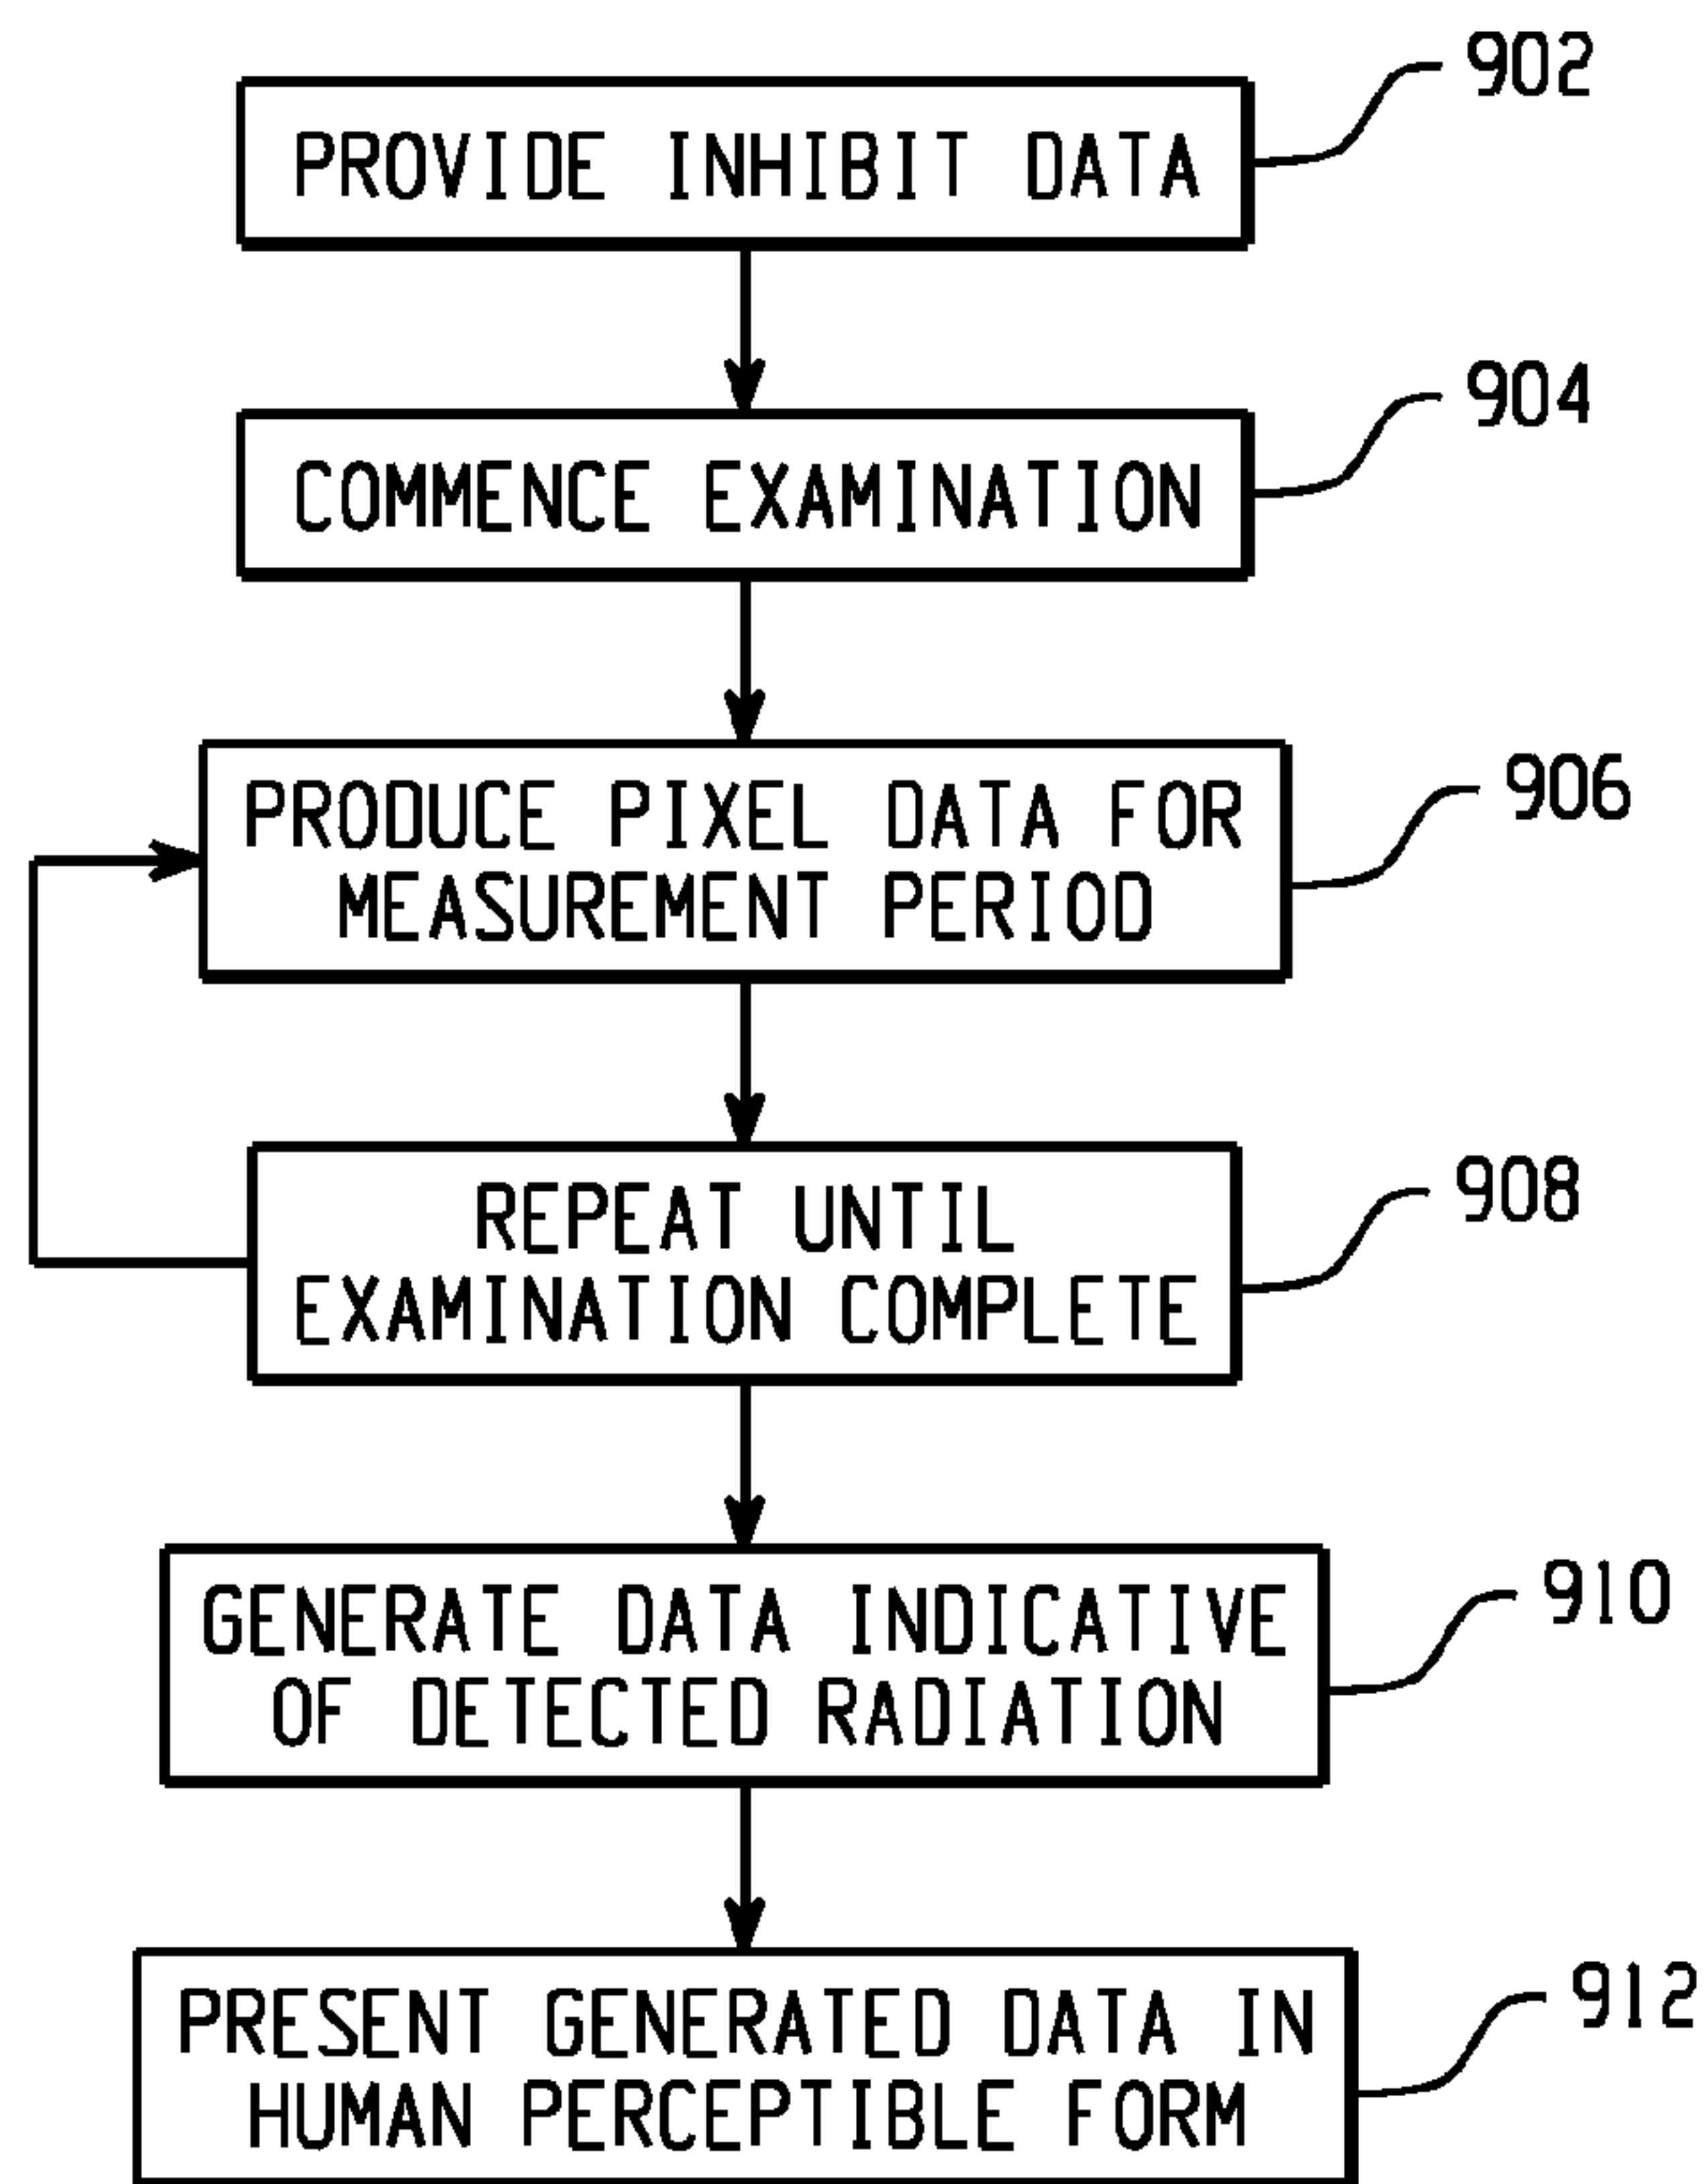 902
PROVIDE INHIBIT DATA
904
COMMENCE EXAMINATION
906
PRODUCE PIXEL DATA FOR
MEASUREMENT PERIOD
908
REPEAT UNTIL
EXAMINATION COMPLETE
910
GENERATE DATA INDICATIVE
OF DETECTED RADIATION
912
PRESENT GENERATED DATA IN
HUMAN PERCEPTIBLE FORM